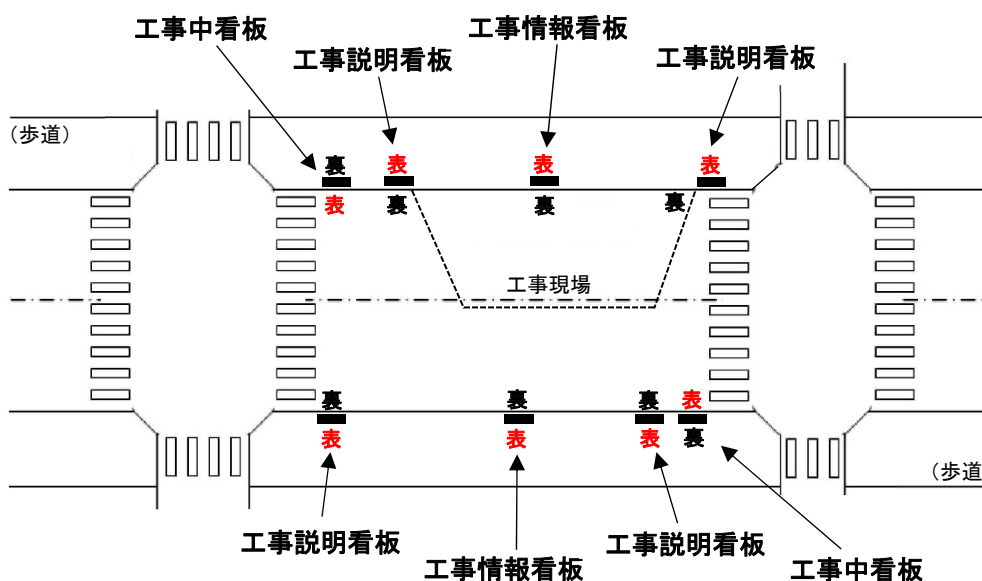 工事中看板
工事情報看板
工事説明看板
工事説明看板
(歩道)
裏
表
表
表
表
裏
裏
裏
工事現場
裏
裏
裏
表
表
表
表
裏
(歩道
工事説明看板
工事情報看板
工事説明看板
工事中看板